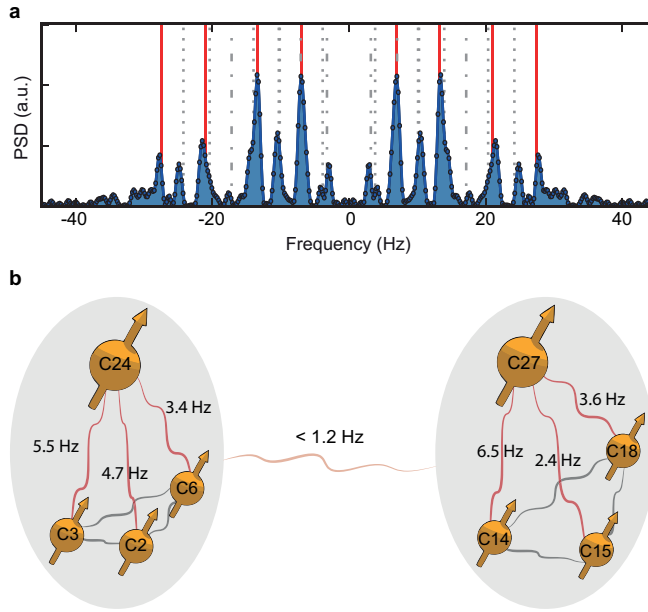 a
PSD (a.u.)
-40 -20 0 20 40
Frequency (Hz)
b
C24
C27
3.4 Hz
3.6 Hz
5.5 Hz
< 1.2 Hz
6.5 Hz
2.4 Hz
C18
4.7 Hz
C6
C3
C2
C14
C15